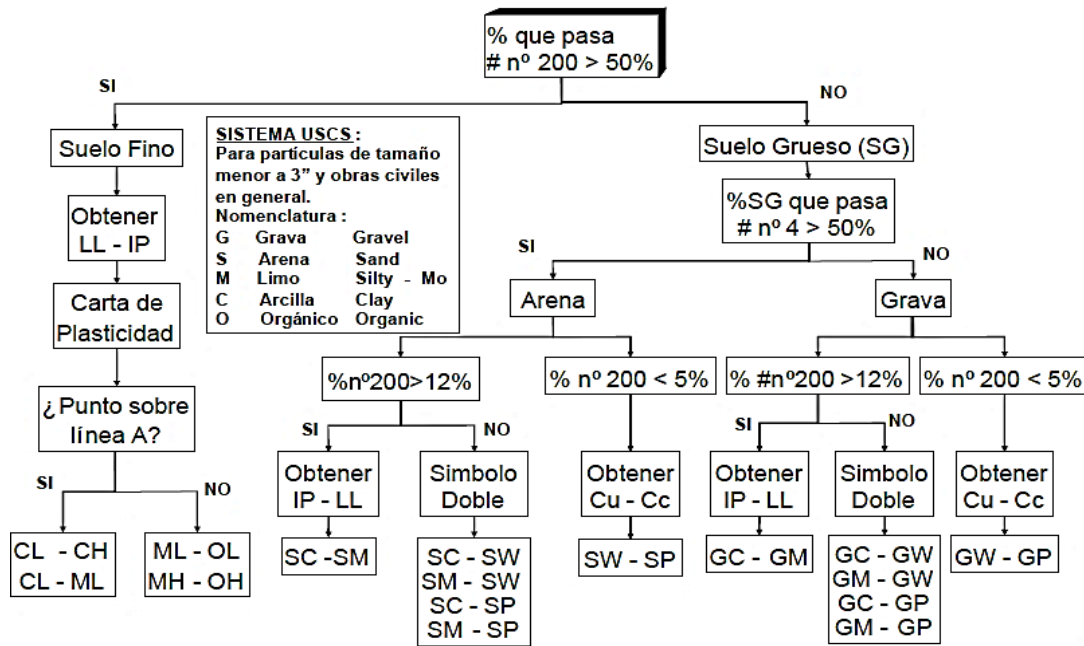 % que pasa
# nº 200 > 50%
SI
NO
Suelo Fino
SISTEMA USCS :
Para partículas de tamaño
menor a 3” y obras civiles
en general.
Nomenclatura :
G Grava Gravel
S Arena Sand
M Limo Silty - Mo
C Arcilla Clay
O Orgánico Organic
Suelo Grueso (SG)
Obtener
LL - IP
%SG que pasa
# nº 4 > 50%
SI
NO
Carta de
Plasticidad
Arena
Grava
¿Punto sobre
línea A?
%nº200>12%
% nº 200 < 5%
% #nº200 >12%
% nº 200 < 5%
SI
NO
SI
NO
SI
NO
Obtener
IP - LL
Simbolo
Doble
Obtener
Cu - Cc
Obtener
IP - LL
Simbolo
Doble
Obtener
Cu - Cc
CL - CH
CL - ML
ML - OL
MH - OH
SC -SM
SC - SW
SM - SW
SC - SP
SM - SP
SW - SP
GC - GM
GC - GW
GM - GW
GC - GP
GM - GP
GW - GP